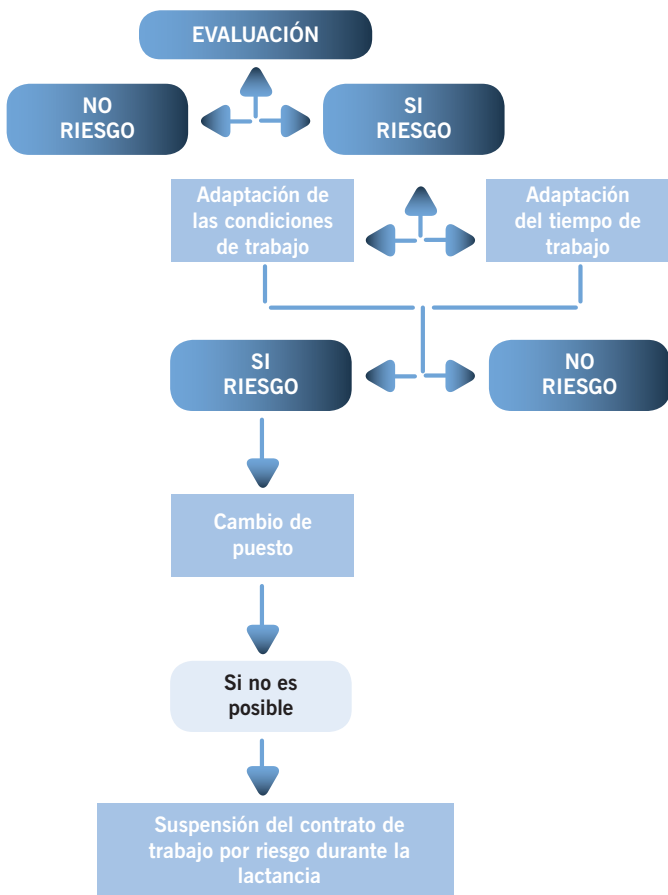 EVALUACIÓN
NO
RIESGO
SI
RIESGO
Adaptación de
las condiciones
de trabajo
Adaptación
del tiempo de
trabajo
SI
RIESGO
NO
RIESGO
Cambio de
puesto
Si no es
posible
Suspensión del contrato de
trabajo por riesgo durante la
lactancia